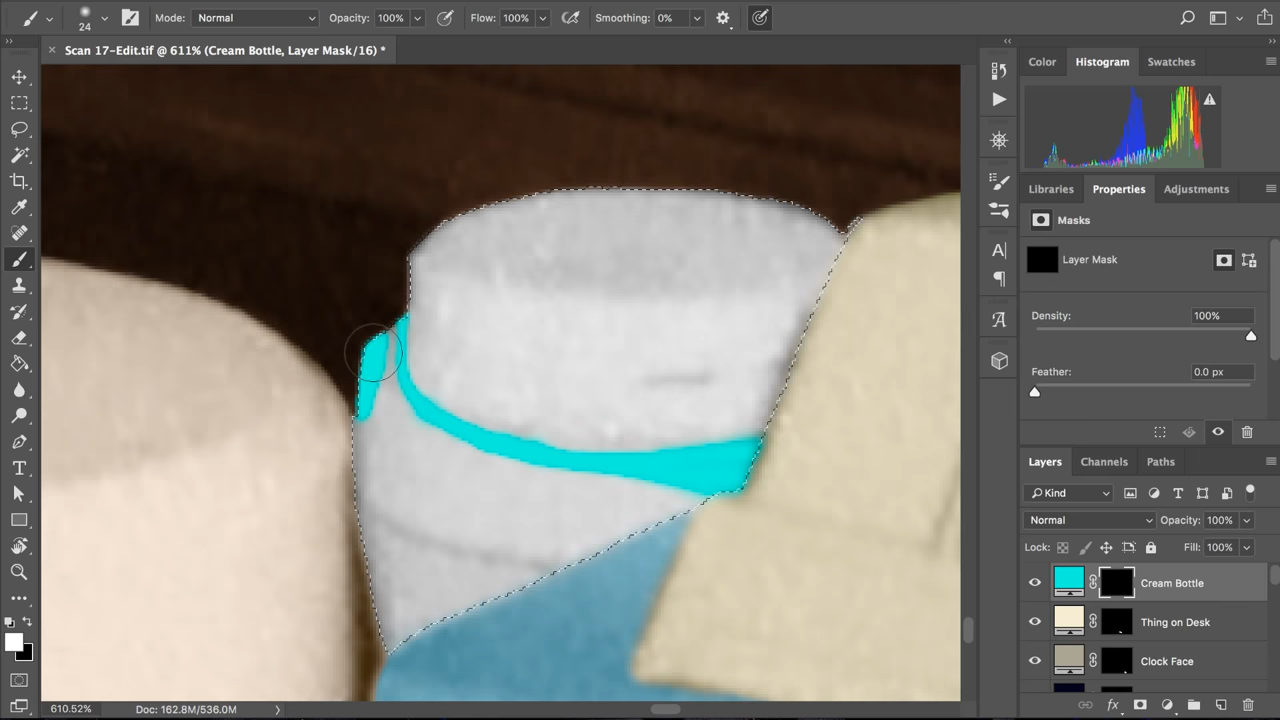 24 Mode: Normal Opacity: 100% Flow: 100% Smoothing: 0%
× Scan 17-Edit.tif @ 611% (Cream Bottle, Layer Mask/16) *
Color Histogram Swatches
Libraries Properties Adjustments
Masks
Layer Mask
Density: 100%
Feather: 0.0 px
Layers Channels Paths
Kind
Normal Opacity: 100%
Lock: Fill: 100%
Cream Bottle
Thing on Desk
Clock Face
610.52% Doc: 162.8M/536.0M